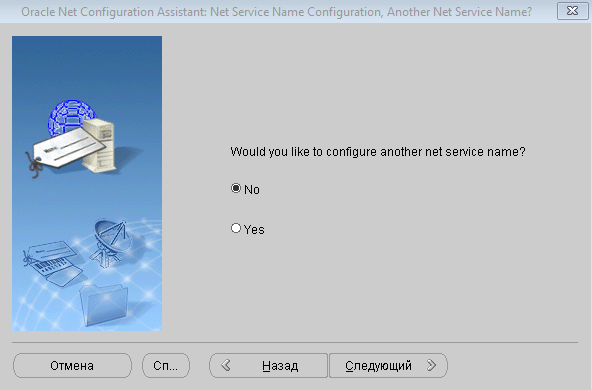 Oracle Net Configuration Assistant: Net Service Name Configuration, Another Net Service Name?
Would you like to configure another net service name?
No
Yes
Отмена
Сп...
Назад
Следующий